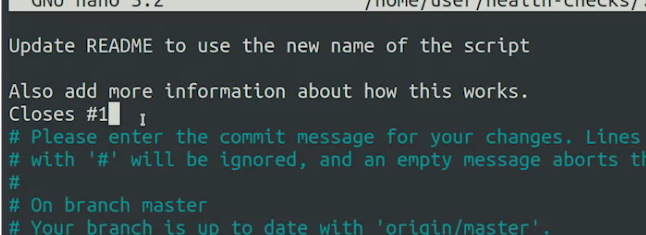 GNU nano 3.2 /home/user/health-checks/.
Update README to use the new name of the script
Also add more information about how this works.
Closes #1
# Please enter the commit message for your changes. Lines
# with '#' will be ignored, and an empty message aborts th
#
# On branch master
# Your branch is up to date with 'origin/master'.